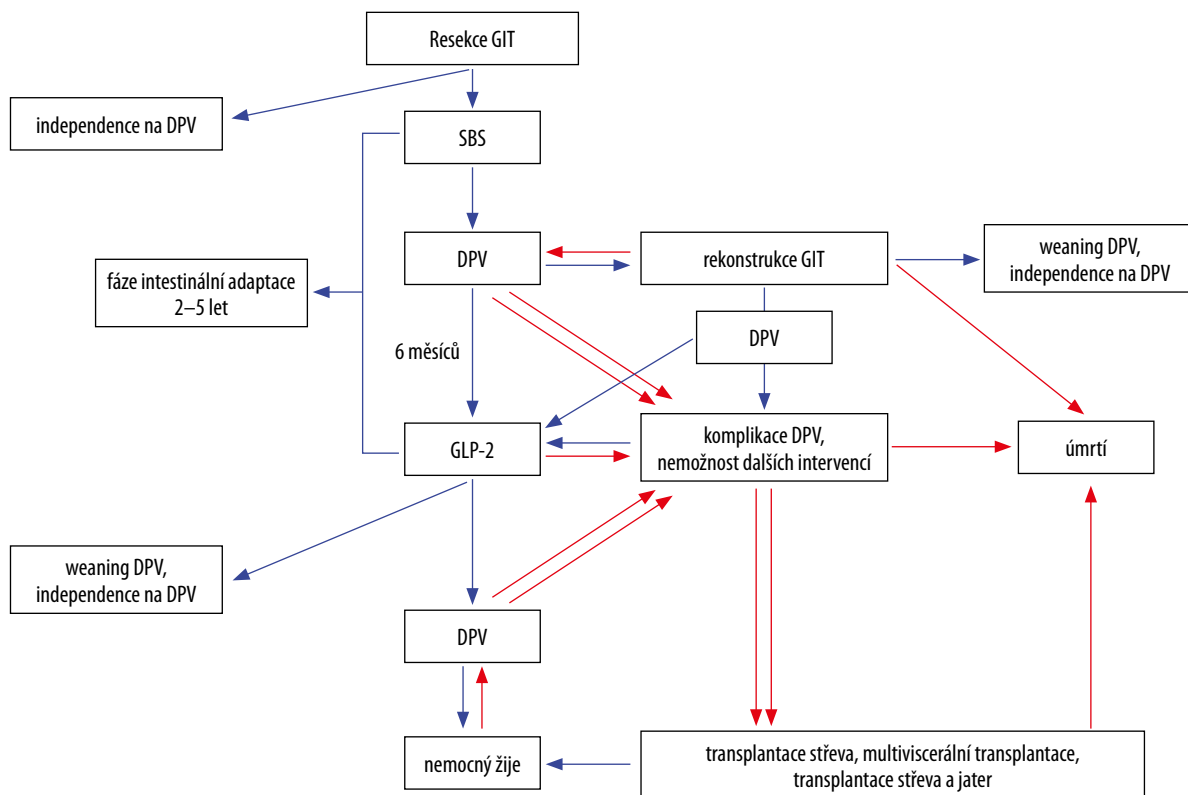 Resekce GIT
independence na DPV
SBS
DPV
rekonstrukce GIT
weaning DPV,
independence na DPV
fáze intestinální adaptace
2–5 let
6 měsíců
DPV
GLP-2
komplikace DPV,
nemožnost dalších intervencí
úmrtí
weaning DPV,
independence na DPV
DPV
nemocný žije
transplantace střeva, multiviscerální transplantace,
transplantace střeva a jater